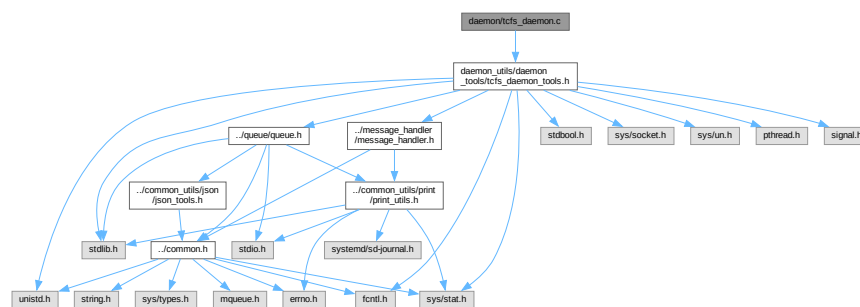 daemon/tcfs_daemon.c
daemon_utils/daemon
_tools/tcfs_daemon_tools.h
../queue/queue.h
../message_handler
/message_handler.h
stdbool.h
sys/socket.h
sys/un.h
pthread.h
signal.h
../common_utils/json
/json_tools.h
../common_utils/print
/print_utils.h
stdlib.h
../common.h
stdio.h
systemd/sd-journal.h
unistd.h
string.h
sys/types.h
mqueue.h
errno.h
fcntl.h
sys/stat.h